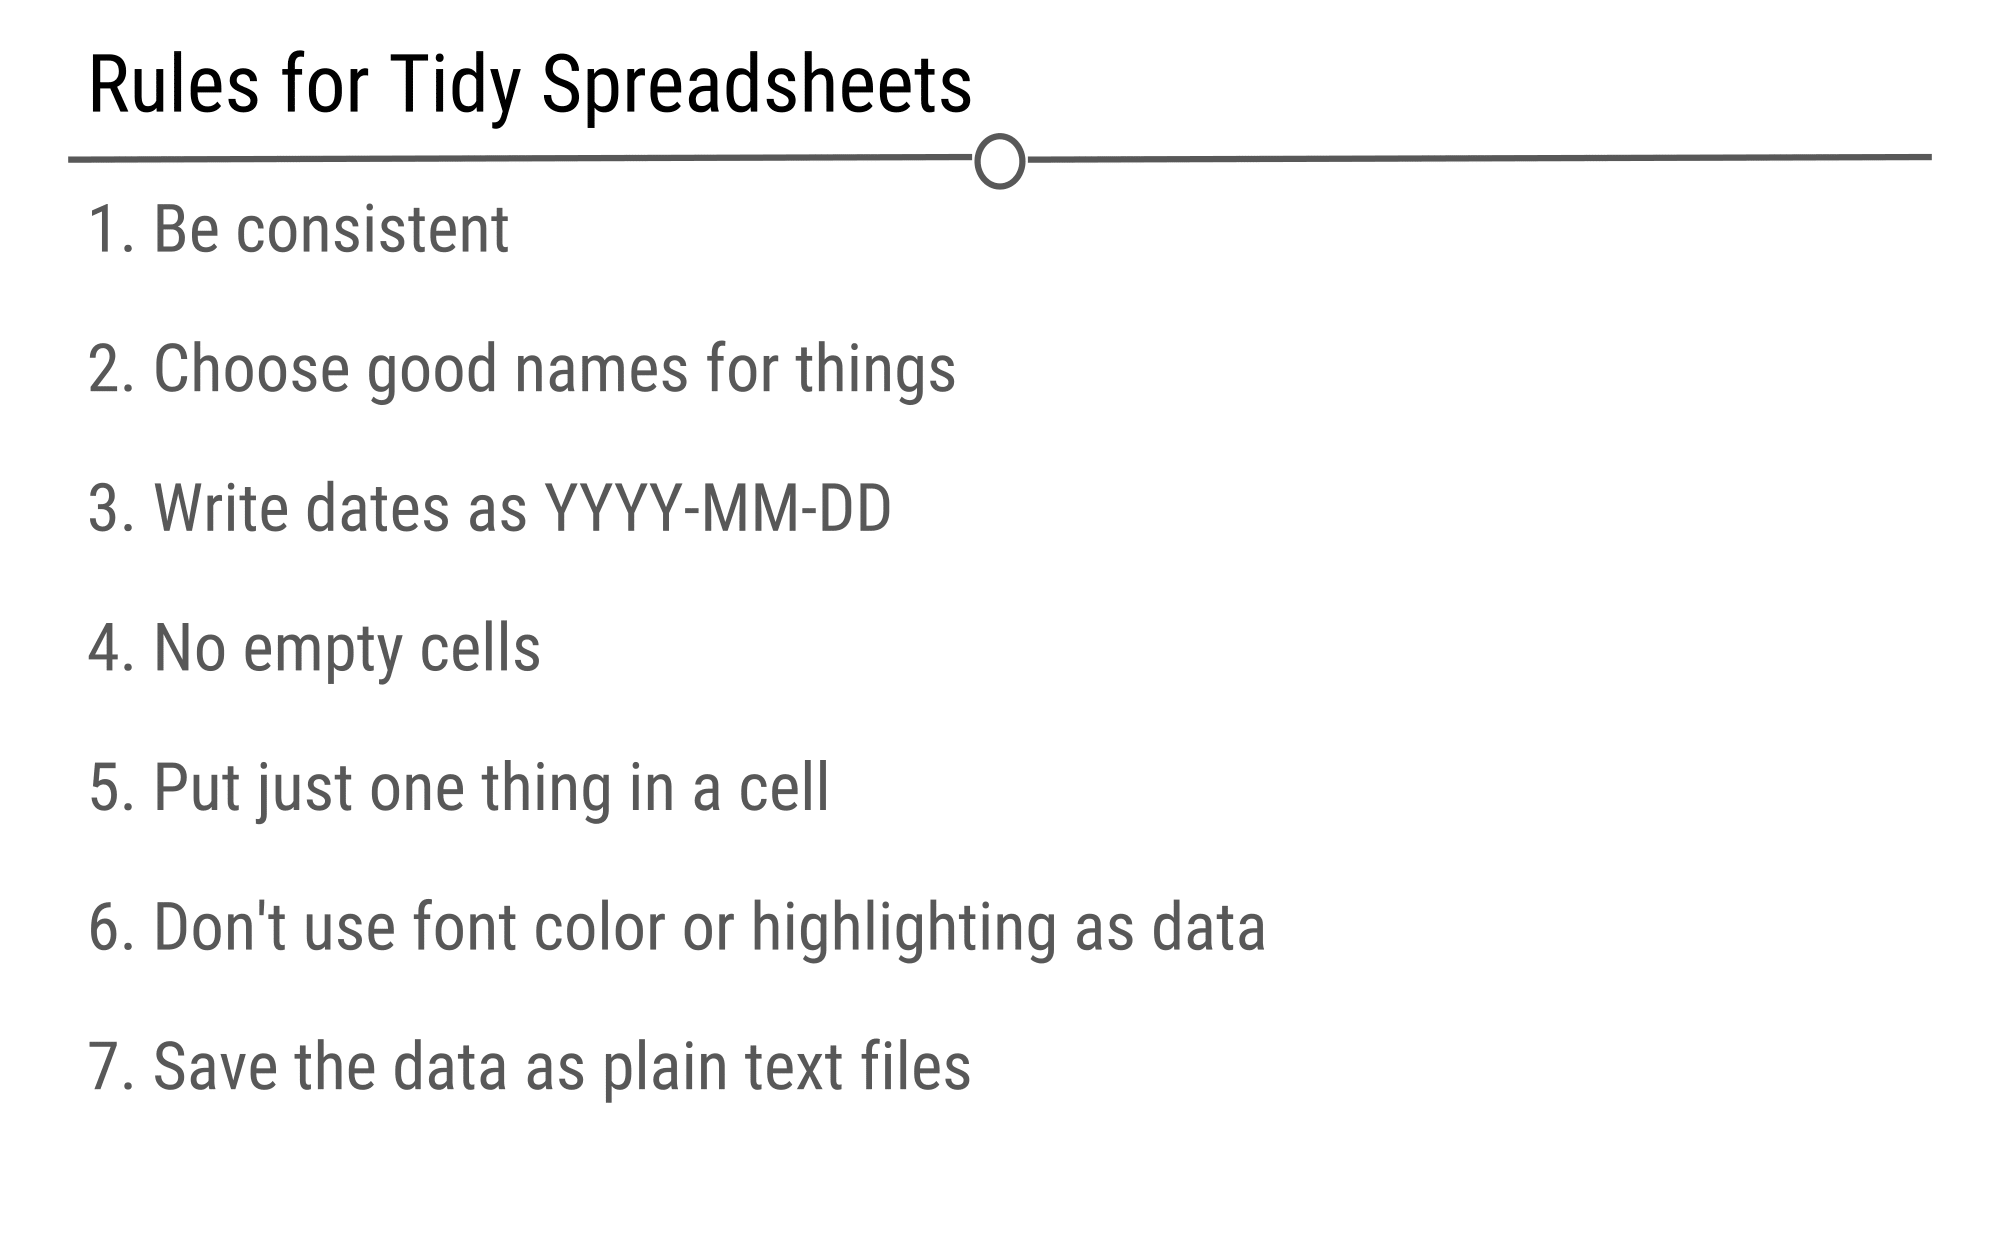 Rules for Tidy Spreadsheets
1. Be consistent
2. Choose good names for things
3. Write dates as YYYY-MM-DD
4. No empty cells
5. Put just one thing in a cell
6. Don't use font color or highlighting as data
7. Save the data as plain text files